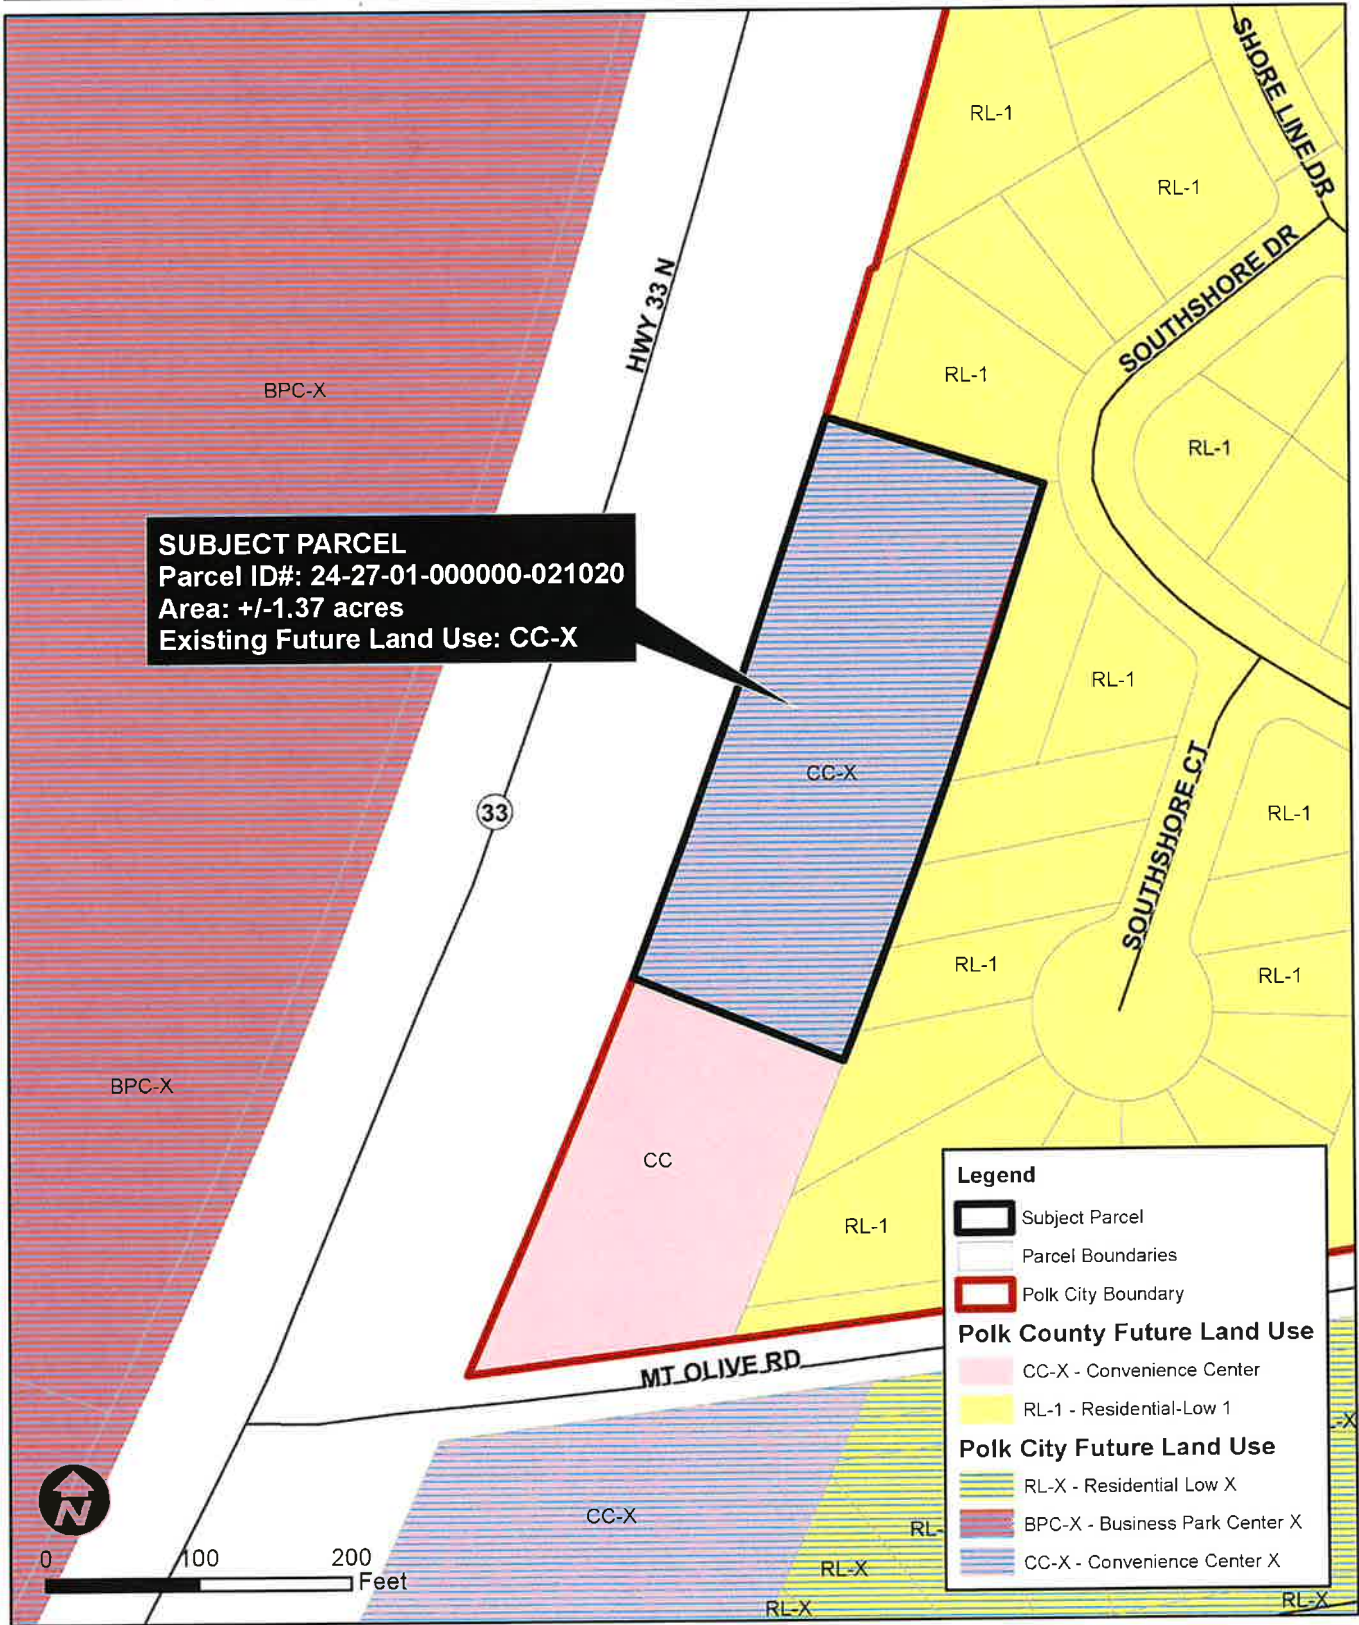 SHORE LINE DR
RL-1
RL-1
SOUTHSHORE DR
HWY 33 N
RL-1
BPC-X
RL-1
SUBJECT PARCEL
Parcel ID#: 24-27-01-000000-021020
Area: +/-1.37 acres
Existing Future Land Use: CC-X
RL-1
CC-X
33
RL-1
SOUTHSHORE CT
RL-1
RL-1
BPC-X
CC
RL-1
MT OLIVE RD
Legend
Subject Parcel
Parcel Boundaries
Polk City Boundary
Polk County Future Land Use
CC-X - Convenience Center
RL-1 - Residential-Low 1
Polk City Future Land Use
RL-X - Residential Low X
BPC-X - Business Park Center X
CC-X - Convenience Center X
L-X
N
CC-X
RL-
RL-X
RL-X
RL-X
0 100 200
Feet